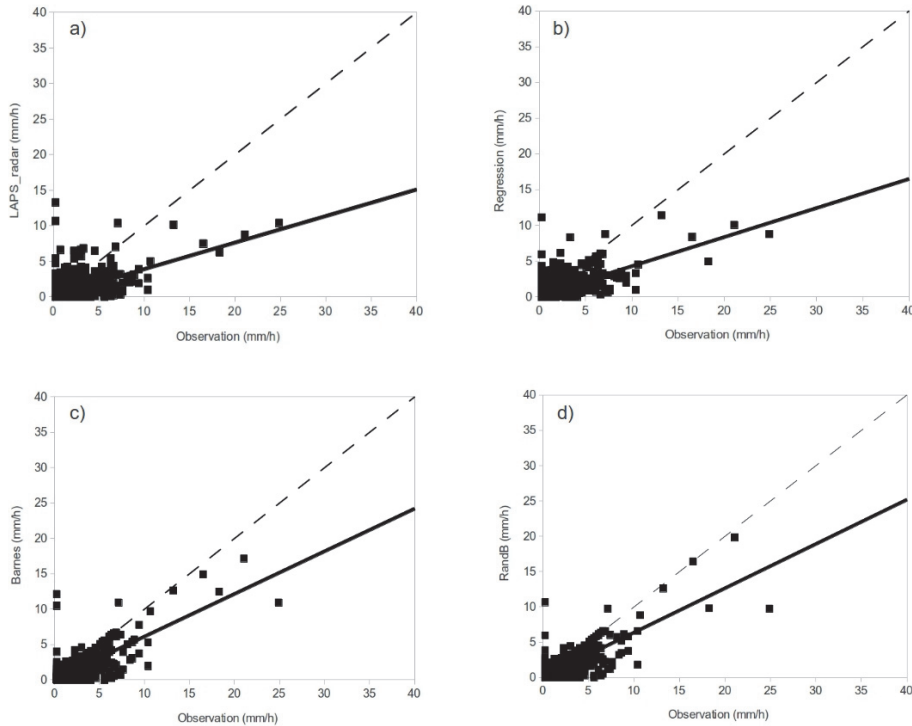 a)
40
35
30
25
20
15
10
5
0
LAPS_radar (mm/h)
0 5 10 15 20 25 30 35 40
Observation (mm/h)
b)
40
35
30
25
20
15
10
5
0
Regression (mm/h)
0 5 10 15 20 25 30 35 40
Observation (mm/h)
c)
40
35
30
25
20
15
10
5
0
Barnes (mm/h)
0 5 10 15 20 25 30 35 40
Observation (mm/h)
d)
40
35
30
25
20
15
10
5
0
RandB (mm/h)
0 5 10 15 20 25 30 35 40
Observation (mm/h)